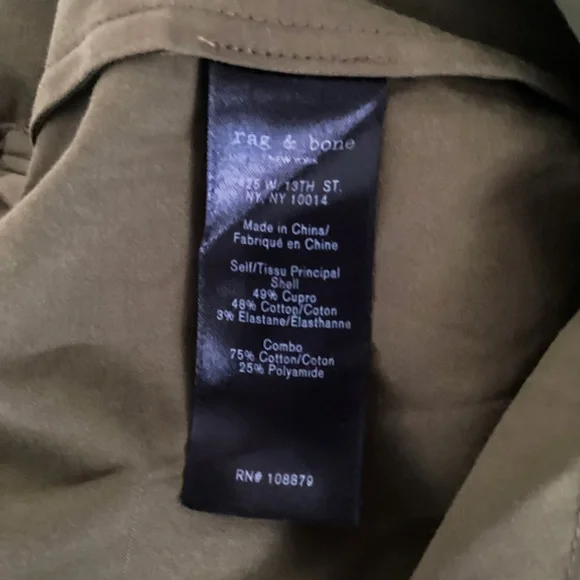 rag & bone
NEW YORK
425 W. 13TH ST.
NY, NY 10014
Made in China/
Fabriqué en Chine
Self/Tissu Principal
Shell
49% Cupro
48% Cotton/Coton
3% Elastane/Élasthanne
Combo
75% Cotton/Coton
25% Polyamide
RN# 108879